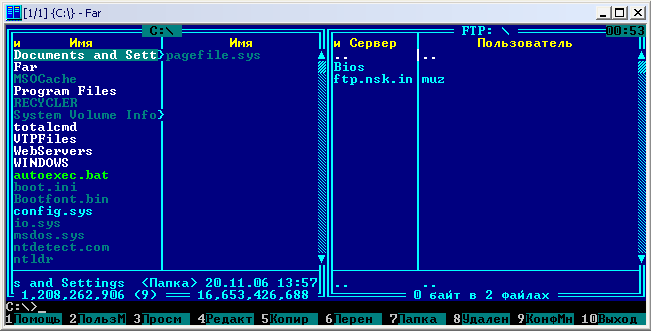 [1/1] {C:\} - Far
C:\ FTP: \ 00:53
и Имя Имя и Сервер Пользователь
Documents and Sett} pagefile.sys .. ..
Far Bios
MSOCache ftp.nsk.in muz
Program Files
RECYCLER
System Volume Info}
totalcmd
VTPFiles
WebServers
WINDOWS
autoexec.bat
boot.ini
Bootfont.bin
config.sys
io.sys
msdos.sys
ntdetect.com
ntldr
s and Settings <Папка> 20.11.06 13:57 .. ..
1,208,262,906 (9) ═══ 16,653,426,688 0 байт в 2 файлах
C:\>_
1Помощь 2ПользМ 3Просм 4Редакт 5Копир 6Перен 7Папка 8Удален 9КонфМн 10Выход